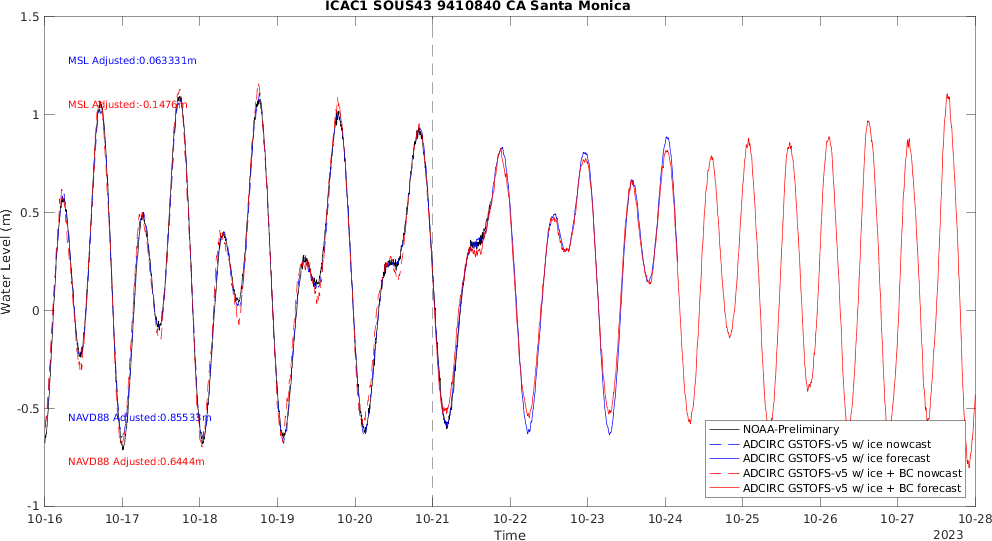 ICAC1 SOUS43 9410840 CA Santa Monica
1.5
MSL Adjusted:0.063331m
MSL Adjusted:-0.1476m
1
0.5
Water Level (m)
0
-0.5
NAVD88 Adjusted:0.85533m
NAVD88 Adjusted:0.6444m
NOAA-Preliminary
ADCIRC GSTOFS-v5 w/ ice nowcast
ADCIRC GSTOFS-v5 w/ ice forecast
ADCIRC GSTOFS-v5 w/ ice + BC nowcast
ADCIRC GSTOFS-v5 w/ ice + BC forecast
-1
10-16 10-17 10-18 10-19 10-20 10-21 10-22 10-23 10-24 10-25 10-26 10-27 10-28
Time
2023